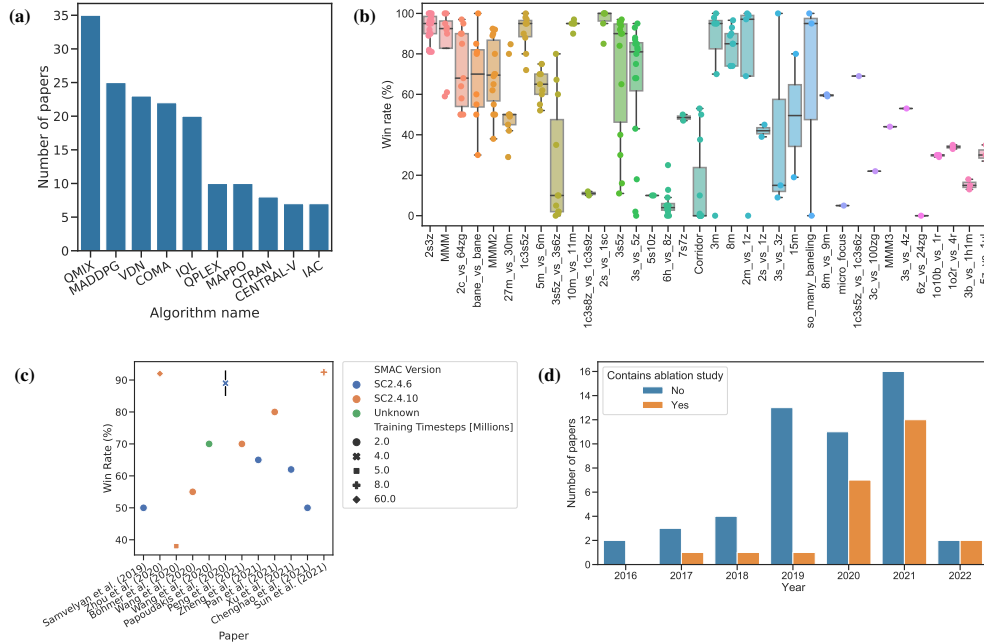 (a)
35
30
25
20
15
10
5
0
Number of papers
QMIX
MADDPG
VDN
COMA
IQL
QPLEX
MAPPO
QTRAN
CENTRAL-V
IAC
Algorithm name
(b)
100
80
60
40
20
0
Win rate (%)
2s3z
MMM
2c_vs_64zg
bane_vs_bane
MMM2
27m_vs_30m
1c3s5z
5m_vs_6m
3s5z_vs_3s6z
10m_vs_11m
1c3s8z_vs_1c3s9z
2s_vs_1sc
3s5z
3s_vs_5z
5s10z
6h_vs_8z
7s7z
Corridor
3m
8m
2m_vs_1z
2s_vs_1z
3s_vs_3z
15m
so_many_baneling
8m_vs_9m
micro_focus
1c3s5z_vs_1c3s6z
3c_vs_100zg
MMM3
3s_vs_4z
6z_vs_24zg
1o10b_vs_1r
1o2r_vs_4r
3b_vs_1h1m
(c)
90
80
70
60
50
40
Win Rate (%)
Samvelyan et al. (2019)
Zhou et al. (2020)
Böhmer et al. (2020)
Wang et al. (2020)
Wang et al. (2020)
Papoudakis et al. (2020)
Peng et al. (2021)
Zheng et al. (2021)
Pan et al. (2021)
Xu et al. (2021)
Chenghao et al. (2021)
Sun et al. (2021)
Paper
SMAC Version
SC2.4.6
SC2.4.10
Unknown
Training Timesteps [Millions]
2.0
4.0
5.0
8.0
60.0
(d)
Contains ablation study
No
Yes
16
14
12
10
8
6
4
2
0
Number of papers
2016
2017
2018
2019
2020
2021
2022
Year